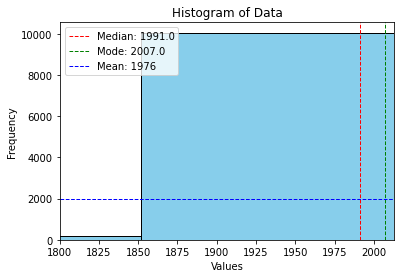 Histogram of Data
Median: 1991.0
Mode: 2007.0
Mean: 1976
Frequency
10000
8000
6000
4000
2000
0
1800 1825 1850 1875 1900 1925 1950 1975 2000
Values